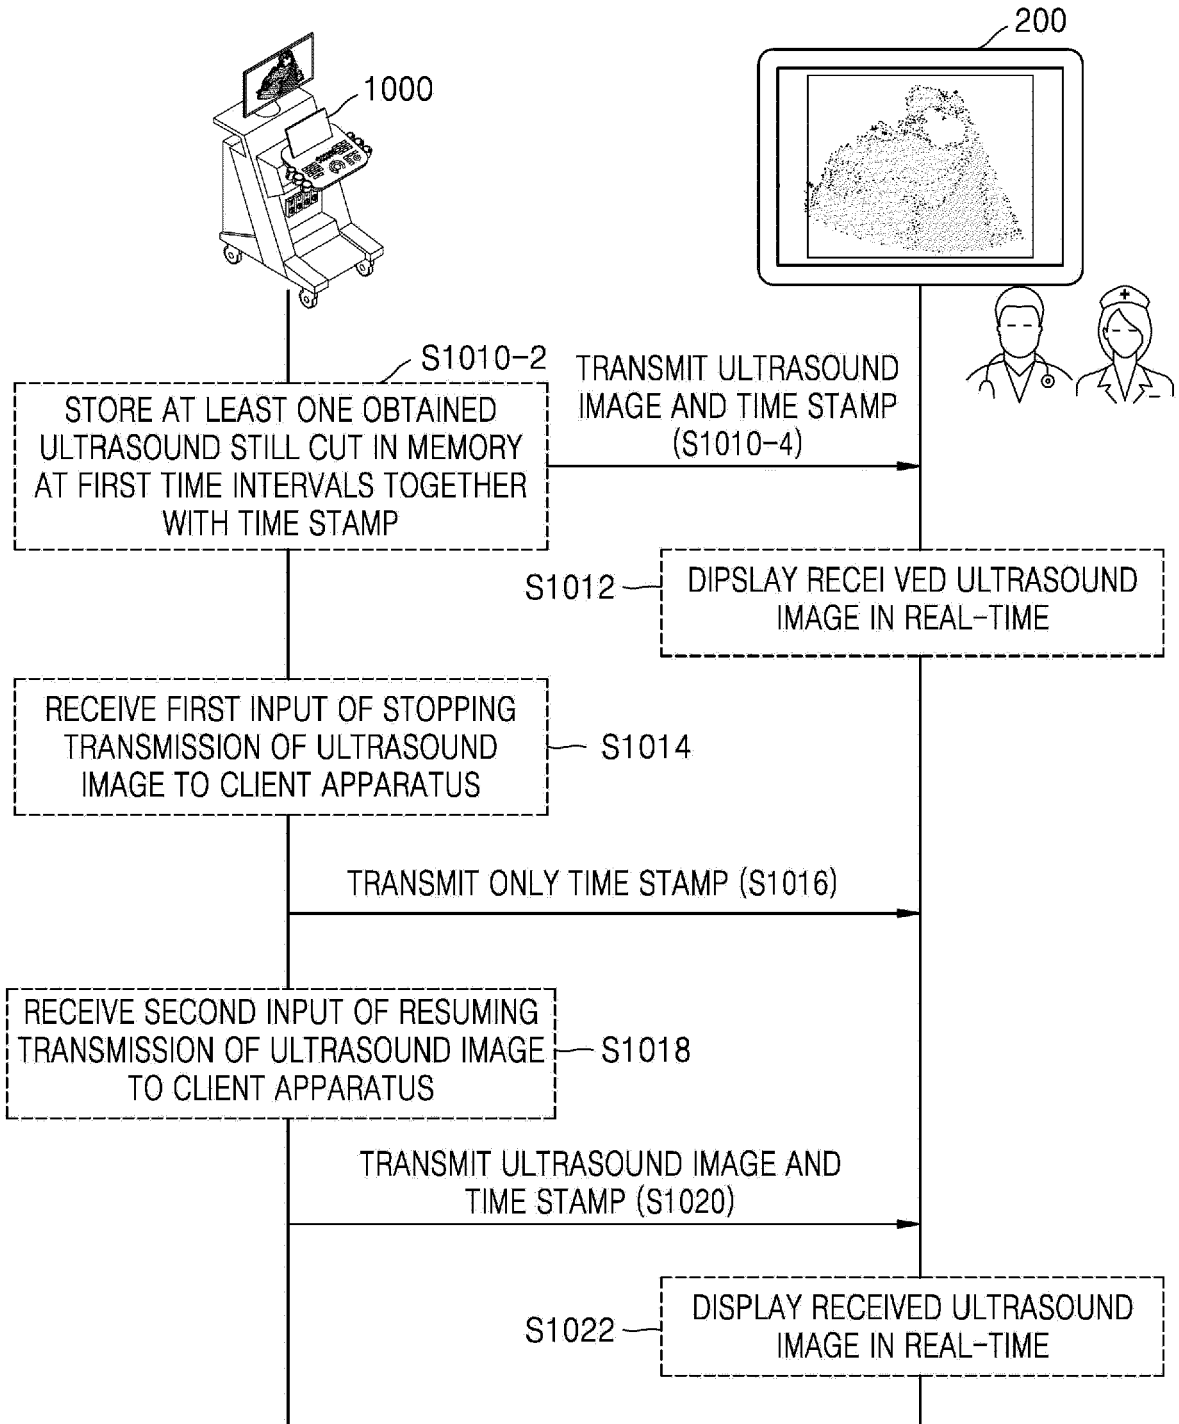 200
1000
S1010-2
TRANSMIT ULTRASOUND
IMAGE AND TIME STAMP
(S1010-4)
STORE AT LEAST ONE OBTAINED
ULTRASOUND STILL CUT IN MEMORY
AT FIRST TIME INTERVALS TOGETHER
WITH TIME STAMP
S1012
DIPSLAY RECEIVED ULTRASOUND
IMAGE IN REAL-TIME
RECEIVE FIRST INPUT OF STOPPING
TRANSMISSION OF ULTRASOUND
IMAGE TO CLIENT APPARATUS
S1014
TRANSMIT ONLY TIME STAMP (S1016)
RECEIVE SECOND INPUT OF RESUMING
TRANSMISSION OF ULTRASOUND IMAGE
TO CLIENT APPARATUS
S1018
TRANSMIT ULTRASOUND IMAGE AND
TIME STAMP (S1020)
S1022
DISPLAY RECEIVED ULTRASOUND
IMAGE IN REAL-TIME